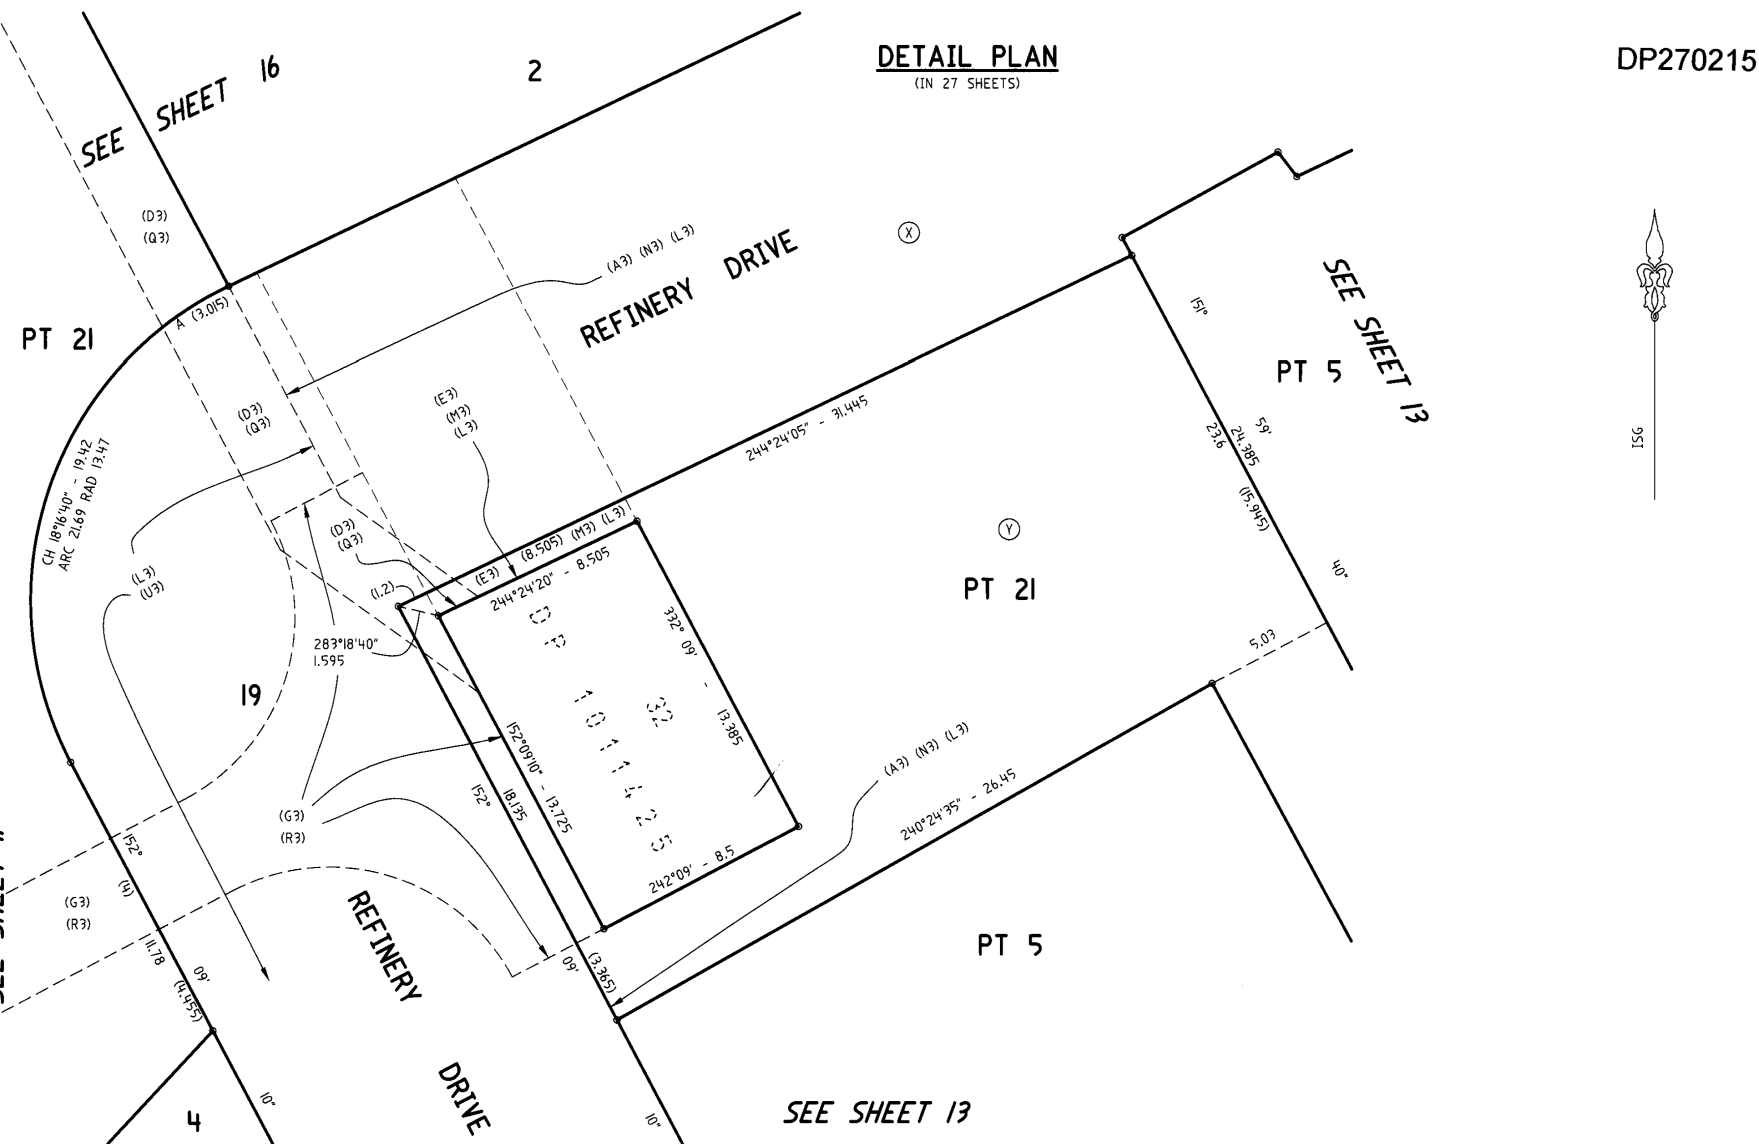 DETAIL PLAN
(IN 27 SHEETS)
DP270215
SEE SHEET 16
2
(D3)
(Q3)
A (3.015)
PT 21
(A3) (N3) (L3)
REFINERY DRIVE
X
SEE SHEET 13
151°
59'
40"
24.385
23.6
(15.945)
PT 5
ISG
CH 18°16'40" - 19.42
ARC 21.69 RAD 13.47
(D3)
(Q3)
(E3)
(M3)
(L3)
244°24'05" - 31.445
(L3)
(U3)
(D3)
(Q3)
(1.2)
(E3) (8.505) (M3) (L3)
244°24'20" - 8.505
283°18'40"
1.595
Y
PT 21
5.03
19
DP
32
1011425
332° 09' - 13.385
152°09'10" - 13.725
152°
18.135
09'
(3.365)
10"
242°09' - 8.5
(A3) (N3) (L3)
240°24'35" - 26.45
(G3)
(R3)
152°
(4)
11.78
09'
(4.455)
10"
(G3)
(R3)
REFINERY
DRIVE
PT 5
4
SEE SHEET 13